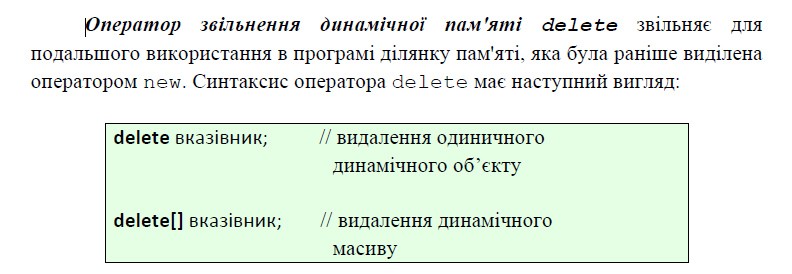 Оператор звільнення динамічної пам'яті delete звільняє для
подальшого використання в програмі ділянку пам'яті, яка була раніше виділена
оператором new. Синтаксис оператора delete має наступний вигляд:
delete вказівник; // видалення одиничного
динамічного об’єкту
delete[] вказівник; // видалення динамічного
масиву